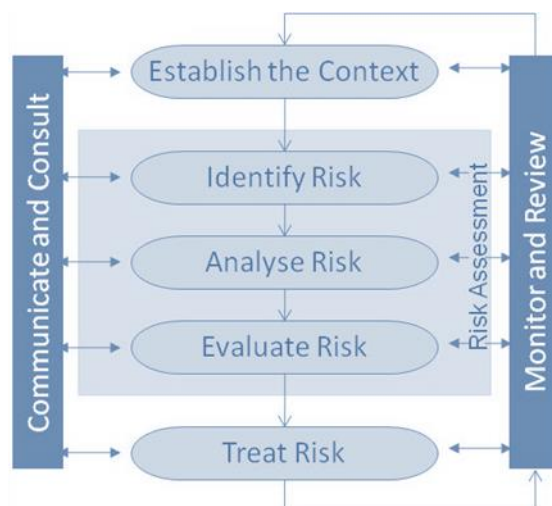 Establish the Context
Communicate and Consult
Identify Risk
Analyse Risk
Evaluate Risk
Risk Assessment
Monitor and Review
Treat Risk